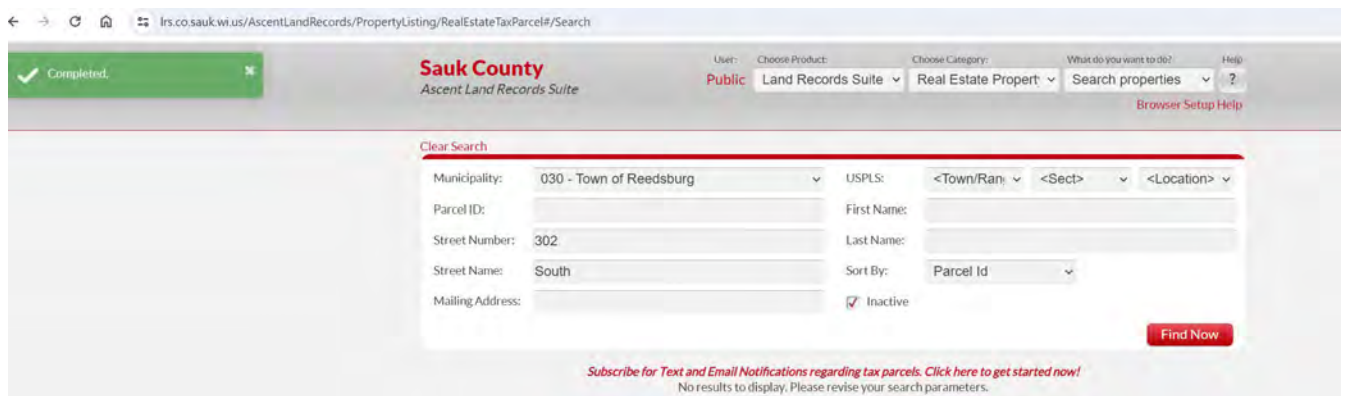 lrs.co.sauk.wi.us/AscentLandRecords/PropertyListing/RealEstateTaxParcel#/Search
Completed.
Sauk County
Ascent Land Records Suite
User: Choose Product: Choose Category: What do you want to do? Help
Public Land Records Suite Real Estate Propert Search properties ?
Browser Setup Help
Clear Search
Municipality: 030 - Town of Reedsburg USPLS: <Town/Ran <Sect> <Location>
Parcel ID: First Name:
Street Number: 302 Last Name:
Street Name: South Sort By: Parcel Id
Mailing Address: Inactive
Find Now
Subscribe for Text and Email Notifications regarding tax parcels. Click here to get started now!
No results to display. Please revise your search parameters.